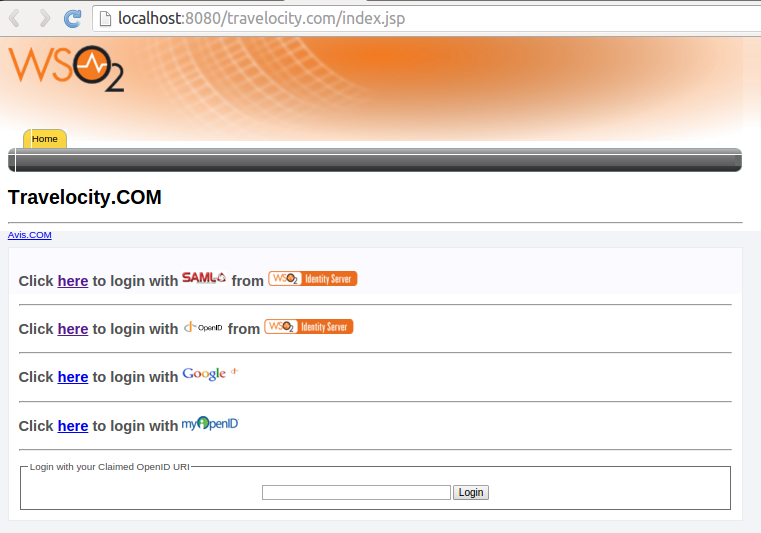 localhost:8080/travelocity.com/index.jsp
WSO2
Home
Travelocity.COM
Avis.COM
Click here to login with SAML from WSO2 Identity Server
Click here to login with OpenID from WSO2 Identity Server
Click here to login with Google
Click here to login with myOpenID
Login with your Claimed OpenID URI
Login